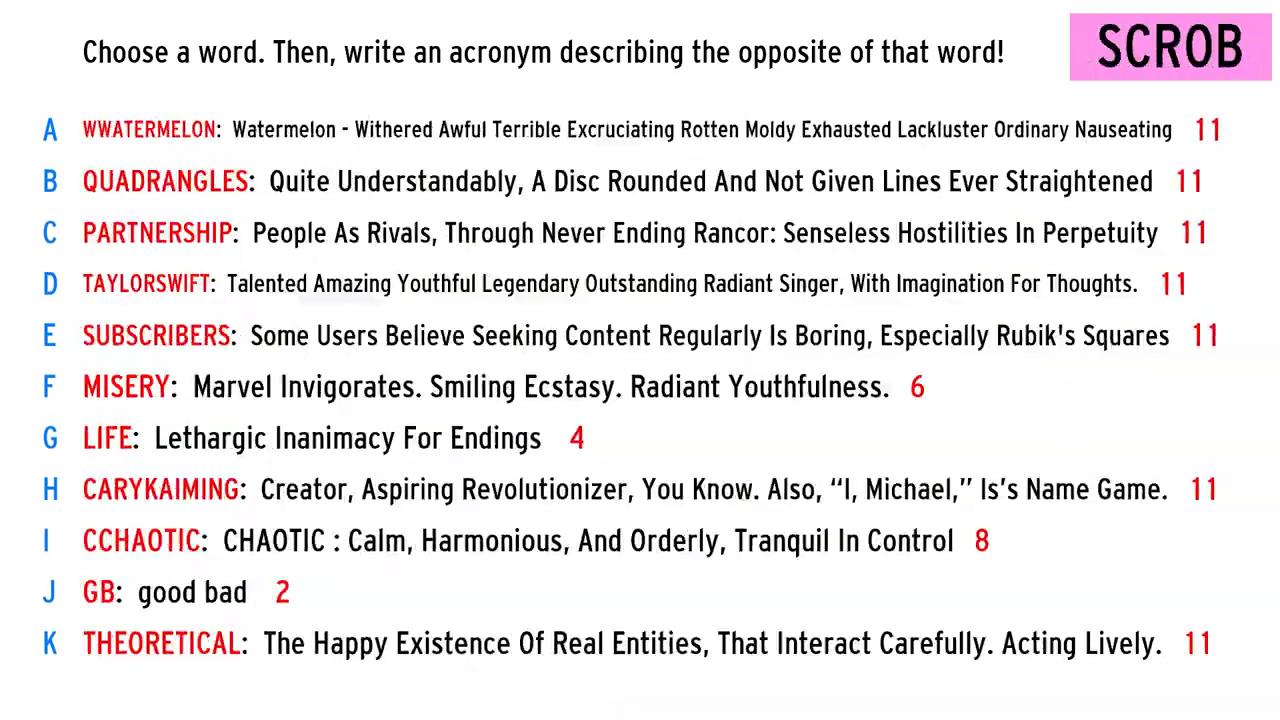 Choose a word. Then, write an acronym describing the opposite of that word!
SCROB
A WWATERMELON: Watermelon - Withered Awful Terrible Excruciating Rotten Moldy Exhausted Lackluster Ordinary Nauseating 11
B QUADRANGLES: Quite Understandably, A Disc Rounded And Not Given Lines Ever Straightened 11
C PARTNERSHIP: People As Rivals, Through Never Ending Rancor: Senseless Hostilities In Perpetuity 11
D TAYLORSWIFT: Talented Amazing Youthful Legendary Outstanding Radiant Singer, With Imagination For Thoughts. 11
E SUBSCRIBERS: Some Users Believe Seeking Content Regularly Is Boring, Especially Rubik's Squares 11
F MISERY: Marvel Invigorates. Smiling Ecstasy. Radiant Youthfulness. 6
G LIFE: Lethargic Inanimacy For Endings 4
H CARYKAIMING: Creator, Aspiring Revolutionizer, You Know. Also, “I, Michael,” Is’s Name Game. 11
I CCHAOTIC: CHAOTIC : Calm, Harmonious, And Orderly, Tranquil In Control 8
J GB: good bad 2
K THEORETICAL: The Happy Existence Of Real Entities, That Interact Carefully. Acting Lively. 11